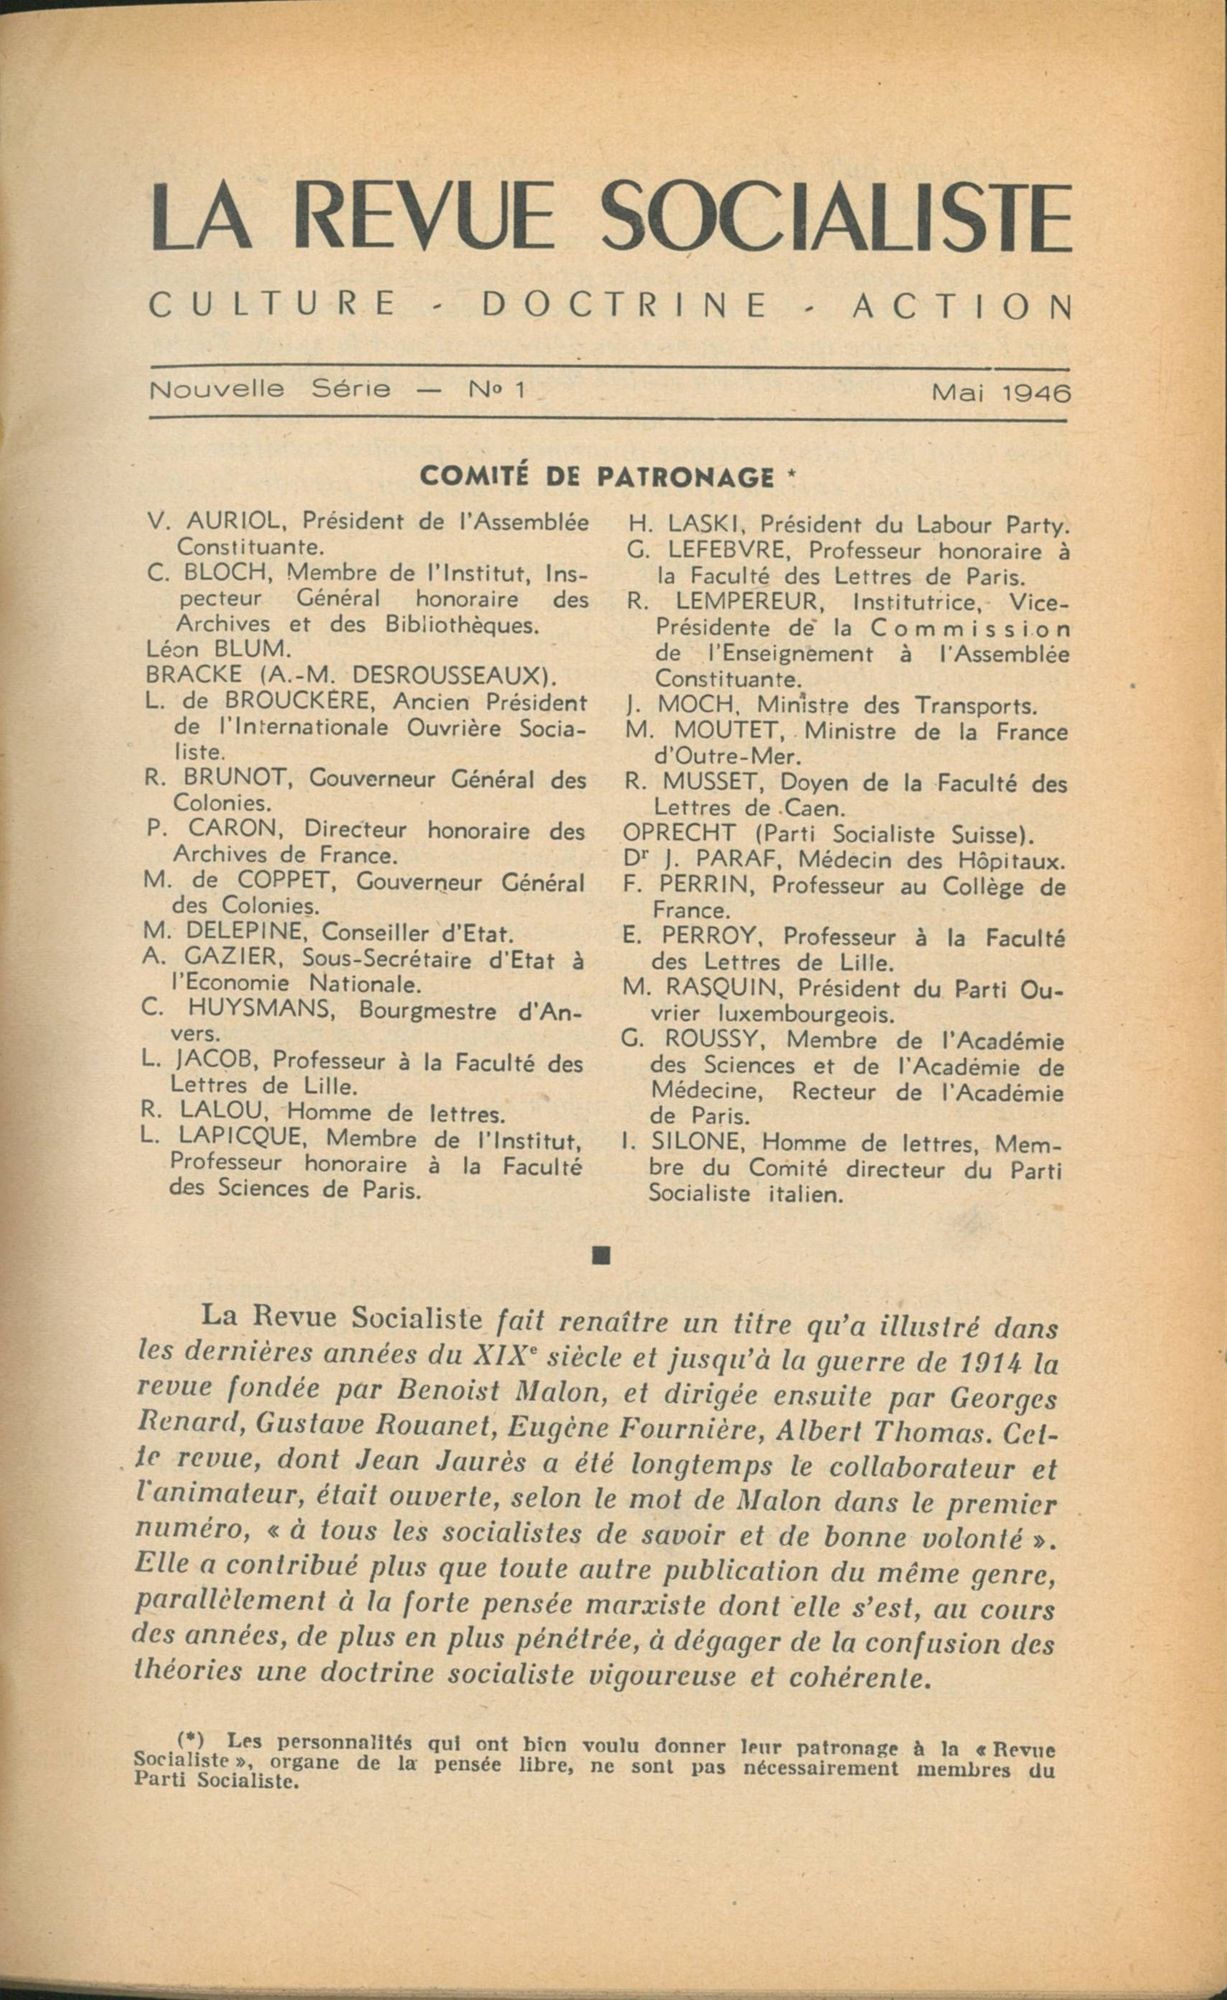 LA REVUE SOCIALISTE
CULTURE - DOCTRINE - ACTION
Nouvelle Série — No 1
Mai 1946
COMITÉ DE PATRONAGE *
V. AURIOL, Président de l'Assemblée
Constituante.
C. BLOCH, Membre de l'Institut, Ins-
pecteur Général honoraire des
Archives et des Bibliothèques.
Léon BLUM.
BRACKE (A.-M. DESROUSSEAUX).
L. de BROUCKÈRE, Ancien Président
de l'Internationale Ouvrière Socia-
liste.
R. BRUNOT, Gouverneur Général des
Colonies.
P. CARON, Directeur honoraire des
Archives de France.
M. de COPPET, Gouverneur Général
des Colonies.
M. DELEPINE, Conseiller d'Etat.
A. GAZIER, Sous-Secrétaire d'Etat à
l'Economie Nationale.
C. HUYSMANS, Bourgmestre d'An-
vers.
L. JACOB, Professeur à la Faculté des
Lettres de Lille.
R. LALOU, Homme de lettres.
L. LAPICQUE, Membre de l'Institut,
Professeur honoraire à la Faculté
des Sciences de Paris.
H. LASKI, Président du Labour Party.
G. LEFEBVRE, Professeur honoraire à
la Faculté des Lettres de Paris.
R. LEMPEREUR, Institutrice, Vice-
Présidente de la Commission
de l'Enseignement à l'Assemblée
Constituante.
J. MOCH, Ministre des Transports.
M. MOUTET, Ministre de la France
d'Outre-Mer.
R. MUSSET, Doyen de la Faculté des
Lettres de Caen.
OPRECHT (Parti Socialiste Suisse).
Dr J. PARAF, Médecin des Hôpitaux.
F. PERRIN, Professeur au Collège de
France.
E. PERROY, Professeur à la Faculté
des Lettres de Lille.
M. RASQUIN, Président du Parti Ou-
vrier luxembourgeois.
G. ROUSSY, Membre de l'Académie
des Sciences et de l'Académie de
Médecine, Recteur de l'Académie
de Paris.
I. SILONE, Homme de lettres, Mem-
bre du Comité directeur du Parti
Socialiste italien.
La Revue Socialiste fait renaître un titre qu'a illustré dans
les dernières années du XIXe siècle et jusqu'à la guerre de 1914 la
revue fondée par Benoist Malon, et dirigée ensuite par Georges
Renard, Gustave Rouanet, Eugène Fournière, Albert Thomas. Cet-
te revue, dont Jean Jaurès a été longtemps le collaborateur et
l'animateur, était ouverte, selon le mot de Malon dans le premier
numéro, « à tous les socialistes de savoir et de bonne volonté ».
Elle a contribué plus que toute autre publication du même genre,
parallèlement à la forte pensée marxiste dont elle s'est, au cours
des années, de plus en plus pénétrée, à dégager de la confusion des
théories une doctrine socialiste vigoureuse et cohérente.
(*) Les personnalités qui ont bien voulu donner leur patronage à la « Revue
Socialiste », organe de la pensée libre, ne sont pas nécessairement membres du
Parti Socialiste.